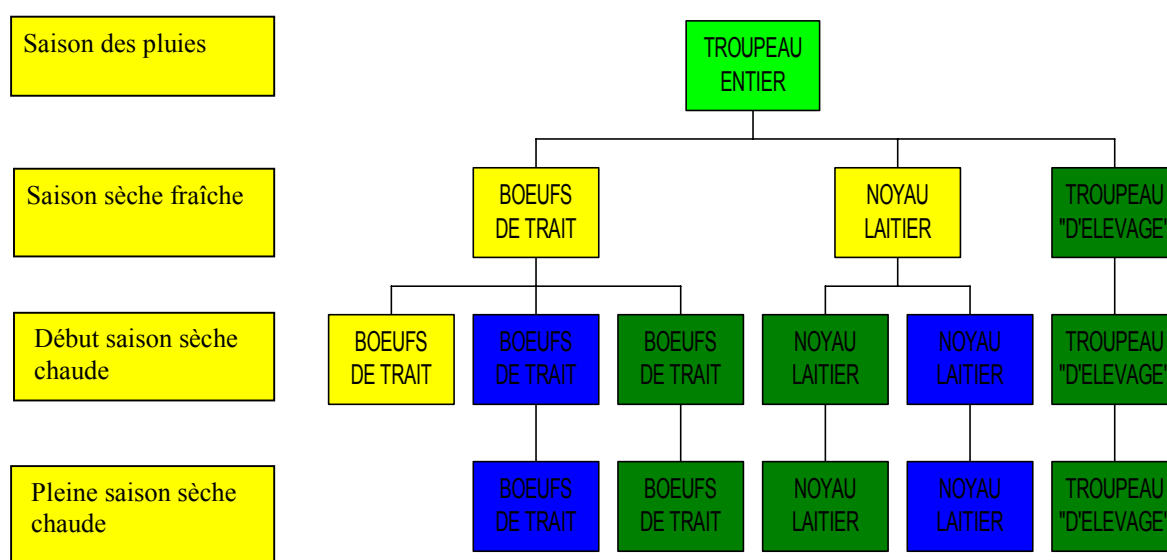 Saison des pluies
TROUPEAU
ENTIER
Saison sèche fraîche
BOEUFS
DE TRAIT
NOYAU
LAITIER
TROUPEAU
"D'ELEVAGE"
Début saison sèche
chaude
BOEUFS
DE TRAIT
BOEUFS
DE TRAIT
BOEUFS
DE TRAIT
NOYAU
LAITIER
NOYAU
LAITIER
TROUPEAU
"D'ELEVAGE"
Pleine saison sèche
chaude
BOEUFS
DE TRAIT
BOEUFS
DE TRAIT
NOYAU
LAITIER
NOYAU
LAITIER
TROUPEAU
"D'ELEVAGE"